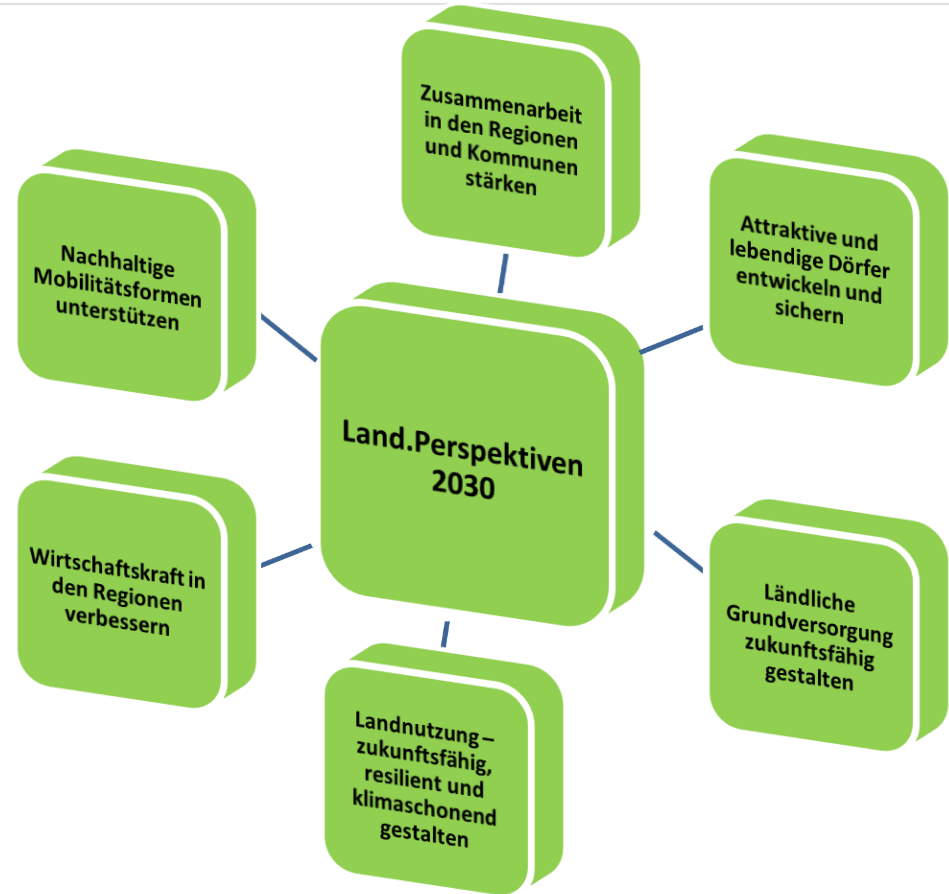 Zusammenarbeit
in den Regionen
und Kommunen
stärken
Attraktive und
lebendige Dörfer
entwickeln und
sichern
Nachhaltige
Mobilitätsformen
unterstützen
Land.Perspektiven
2030
Wirtschaftskraft in
den Regionen
verbessern
Ländliche
Grundversorgung
zukunftsfähig
gestalten
Landnutzung –
zukunftsfähig,
resilient und
klimaschonend
gestalten